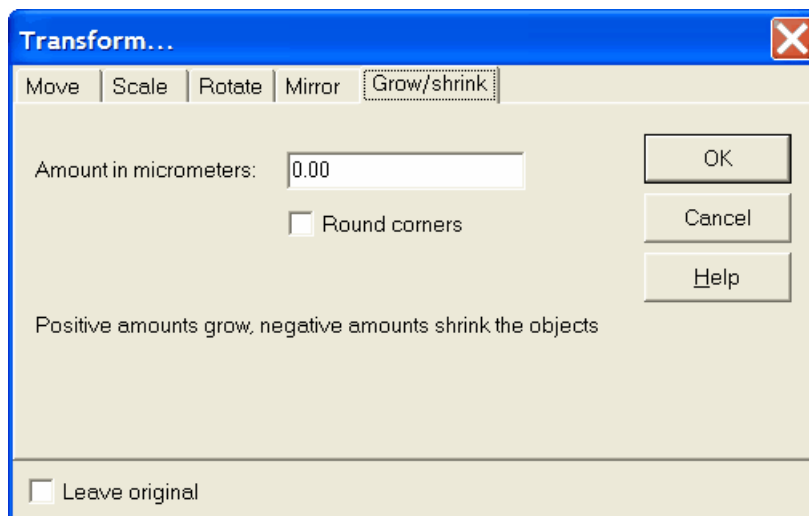 Transform...
Move Scale Rotate Mirror Grow/shrink
Amount in micrometers: 0.00 OK
Round corners Cancel
Help
Positive amounts grow, negative amounts shrink the objects
Leave original